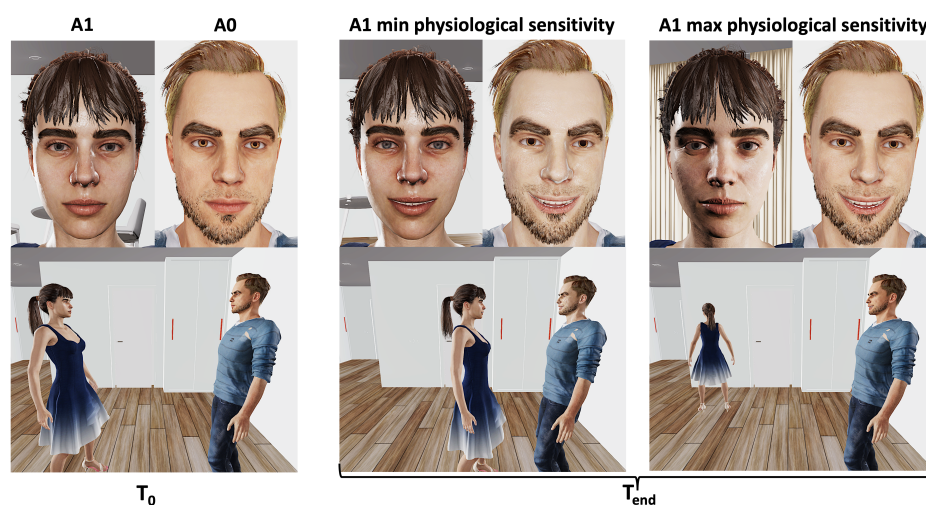 A1
A0
A1 min physiological sensitivity
A1 max physiological sensitivity
T0
Tend